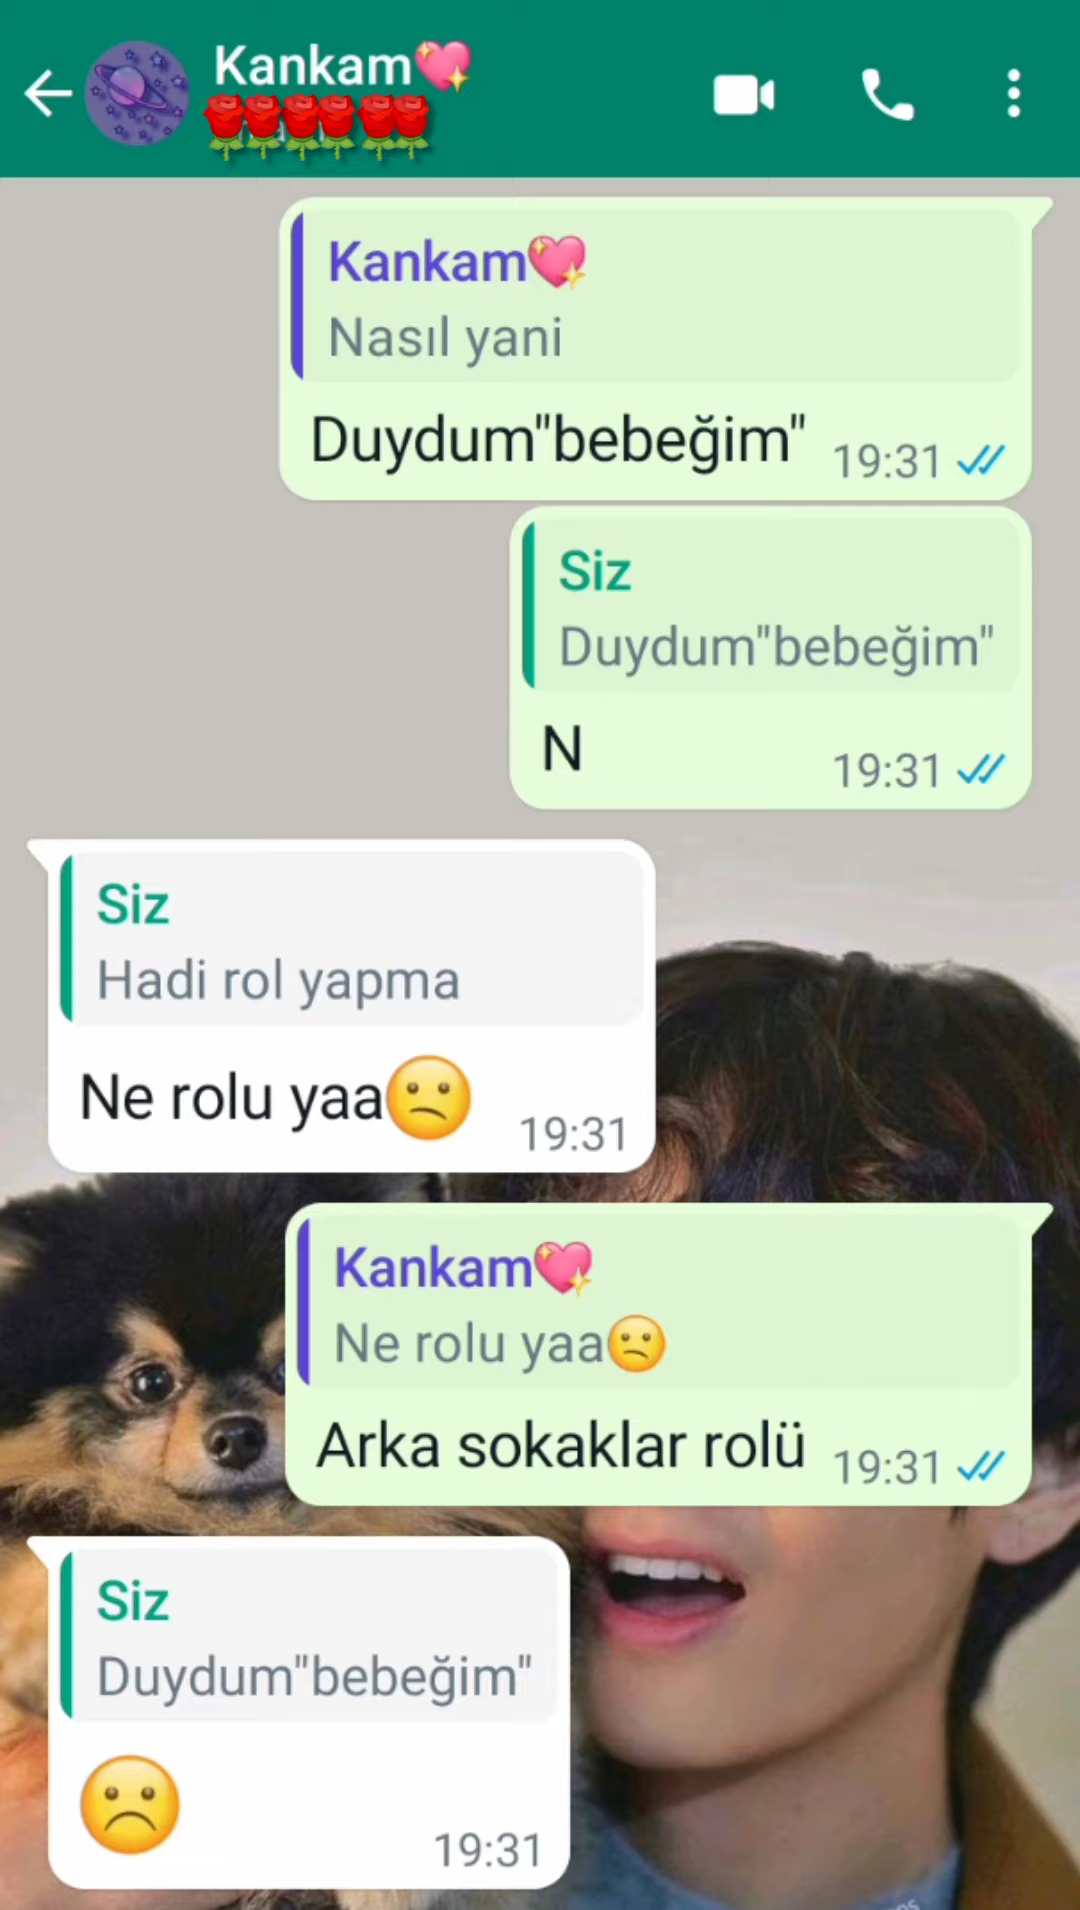 Kankam💖
Kankam💖
Nasıl yani
Duydum"bebeğim"
19:31
Siz
Duydum"bebeğim"
N
19:31
Siz
Hadi rol yapma
Ne rolu yaa🙁
19:31
Kankam💖
Ne rolu yaa🙁
Arka sokaklar rolü
19:31
Siz
Duydum"bebeğim"
☹️
19:31